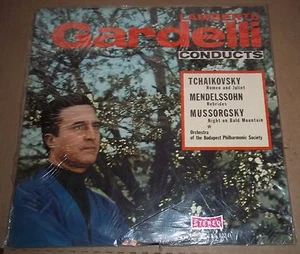 LAMBERTO
Gardelli
CONDUCTS
TCHAIKOVSKY
Romeo and Juliet
MENDELSSOHN
Hebrides
MUSSORGSKY
Night on Bald Mountain
Orchestra
of the Budapest Philharmonic Society
STEREO